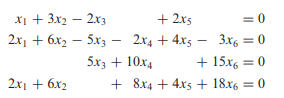 x₁ + 3x₂ − 2x₃ + 2x₅ = 0
2x₁ + 6x₂ − 5x₃ − 2x₄ + 4x₅ − 3x₆ = 0
5x₃ + 10x₄ + 15x₆ = 0
2x₁ + 6x₂ + 8x₄ + 4x₅ + 18x₆ = 0